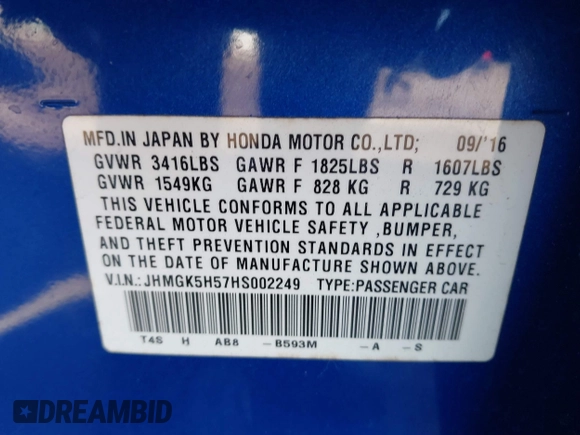 MFD.IN JAPAN BY HONDA MOTOR CO.,LTD; 09/'16
GVWR 3416LBS GAWR F 1825LBS R 1607LBS
GVWR 1549KG GAWR F 828 KG R 729 KG
THIS VEHICLE CONFORMS TO ALL APPLICABLE
FEDERAL MOTOR VEHICLE SAFETY ,BUMPER,
AND THEFT PREVENTION STANDARDS IN EFFECT
ON THE DATE OF MANUFACTURE SHOWN ABOVE.
V.I.N.: JHMGK5H57HS002249 TYPE:PASSENGER CAR
T4S H AB8 -B593M -A -S
DREAMBID